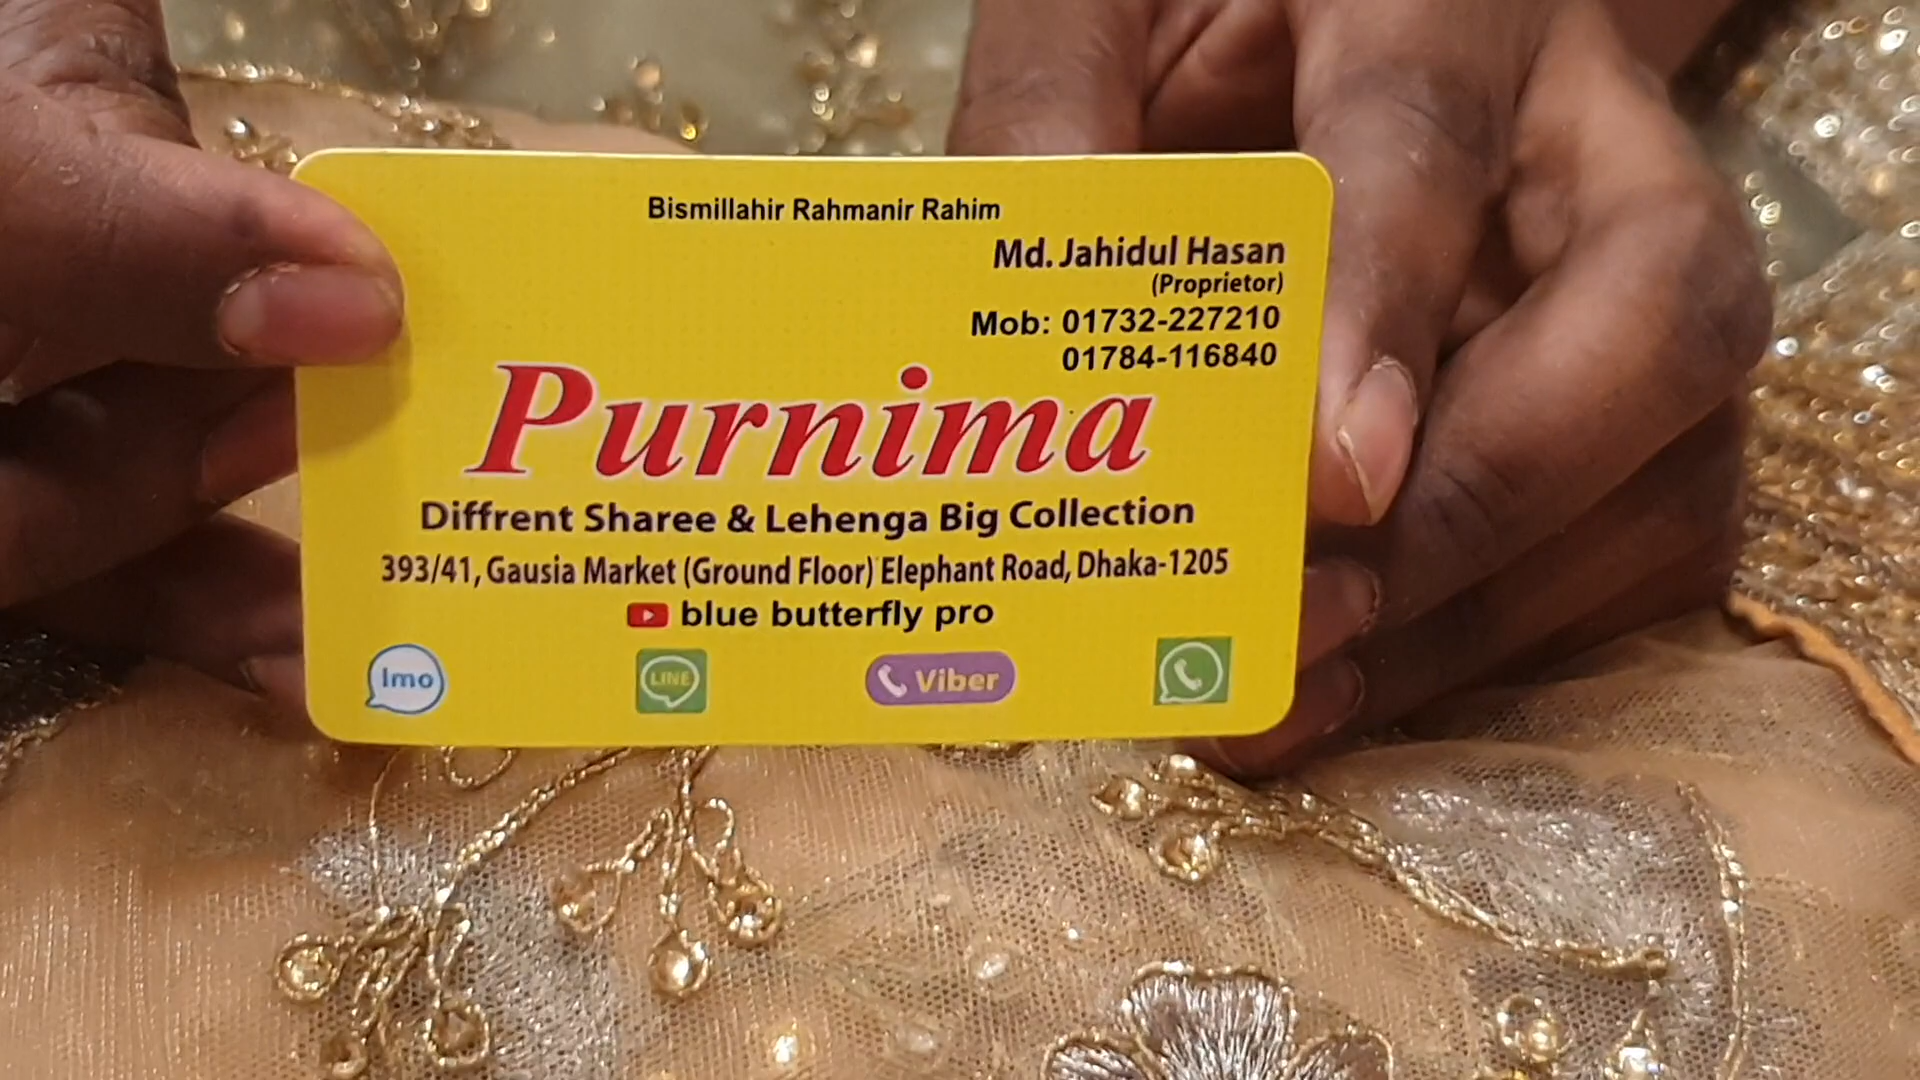 Bismillahir Rahmanir Rahim
Md. Jahidul Hasan
(Proprietor)
Mob: 01732-227210
01784-116840
Purnima
Diffrent Sharee & Lehenga Big Collection
393/41, Gausia Market (Ground Floor) Elephant Road, Dhaka-1205
blue butterfly pro
Imo LINE Viber